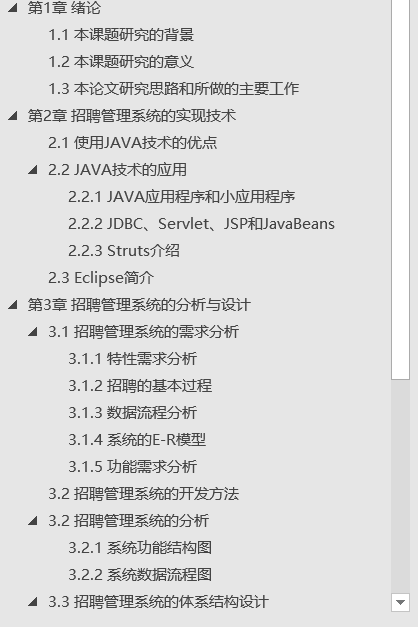 第1章 绪论
1.1 本课题研究的背景
1.2 本课题研究的意义
1.3 本论文研究思路和所做的主要工作
第2章 招聘管理系统的实现技术
2.1 使用JAVA技术的优点
2.2 JAVA技术的应用
2.2.1 JAVA应用程序和小应用程序
2.2.2 JDBC、Servlet、JSP和JavaBeans
2.2.3 Struts介绍
2.3 Eclipse简介
第3章 招聘管理系统的分析与设计
3.1 招聘管理系统的需求分析
3.1.1 特性需求分析
3.1.2 招聘的基本过程
3.1.3 数据流程分析
3.1.4 系统的E-R模型
3.1.5 功能需求分析
3.2 招聘管理系统的开发方法
3.2 招聘管理系统的分析
3.2.1 系统功能结构图
3.2.2 系统数据流程图
3.3 招聘管理系统的体系结构设计